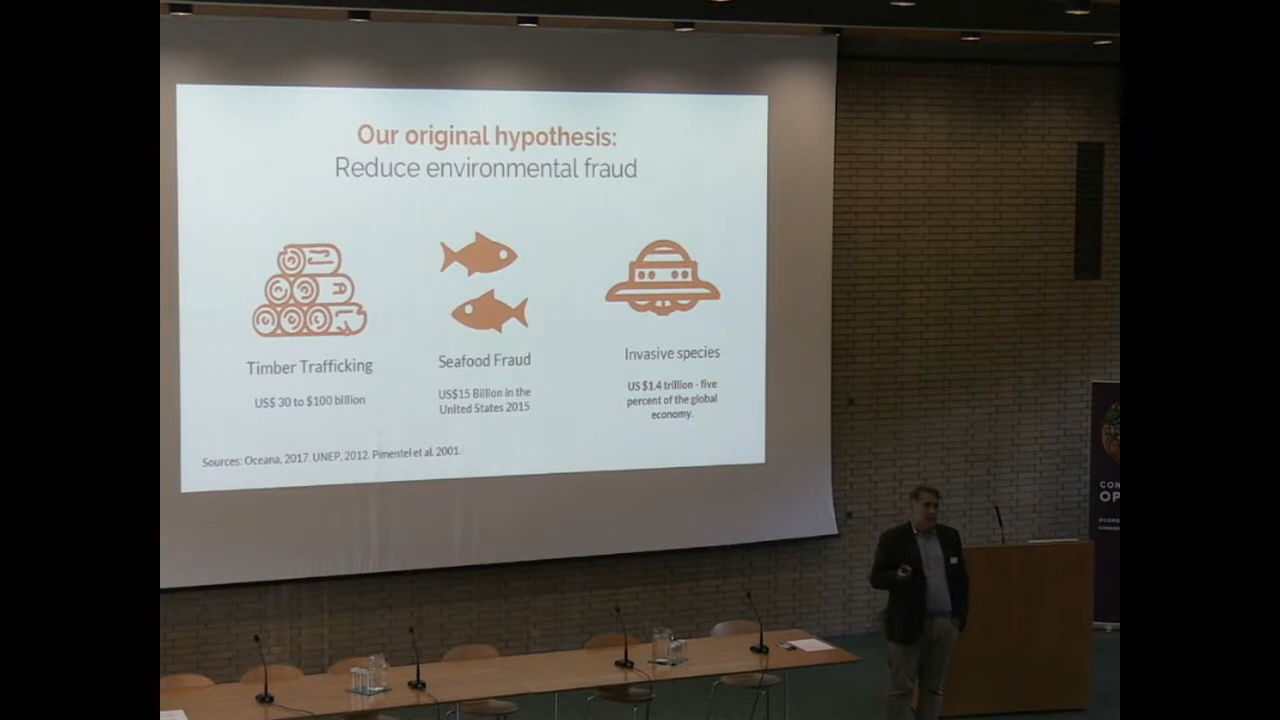 Our original hypothesis:
Reduce environmental fraud
Timber Trafficking
US$ 30 to $100 billion
Seafood Fraud
US$15 Billion in the
United States 2015
Invasive species
US $1.4 trillion - five
percent of the global
economy.
Sources: Oceana, 2017. UNEP, 2012. Pimentel et al. 2001.
CON
OP